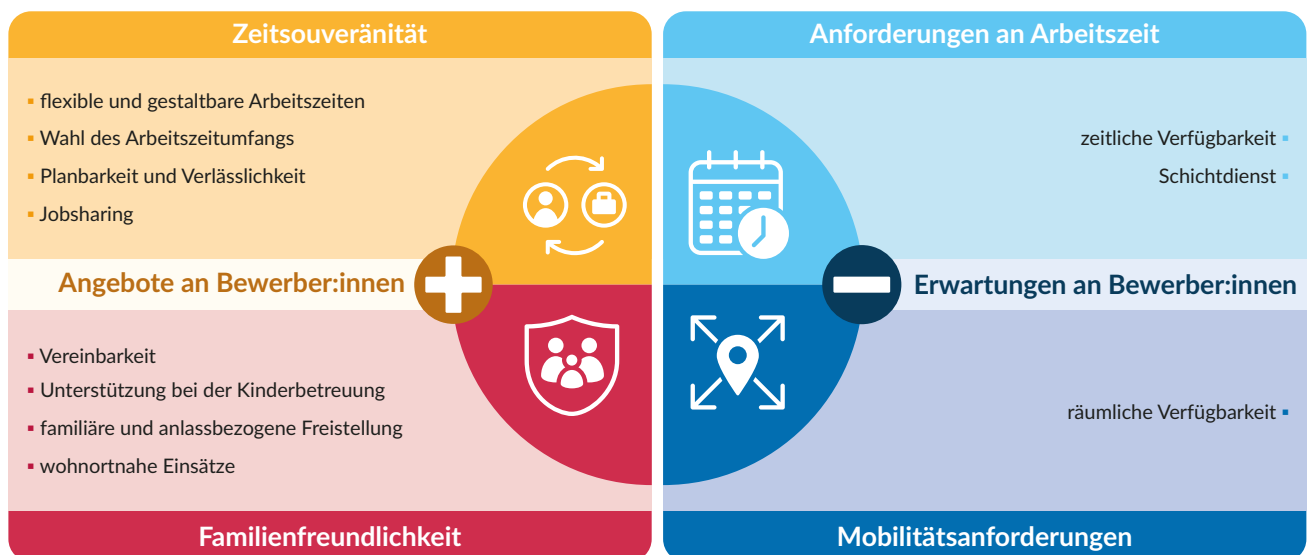 Zeitsouveränität
▪ flexible und gestaltbare Arbeitszeiten
▪ Wahl des Arbeitszeitumfangs
▪ Planbarkeit und Verlässlichkeit
▪ Jobsharing
Angebote an Bewerber:innen
▪ Vereinbarkeit
▪ Unterstützung bei der Kinderbetreuung
▪ familiäre und anlassbezogene Freistellung
▪ wohnortnahe Einsätze
Familienfreundlichkeit
Anforderungen an Arbeitszeit
zeitliche Verfügbarkeit ▪
Schichtdienst ▪
Erwartungen an Bewerber:innen
räumliche Verfügbarkeit ▪
Mobilitätsanforderungen